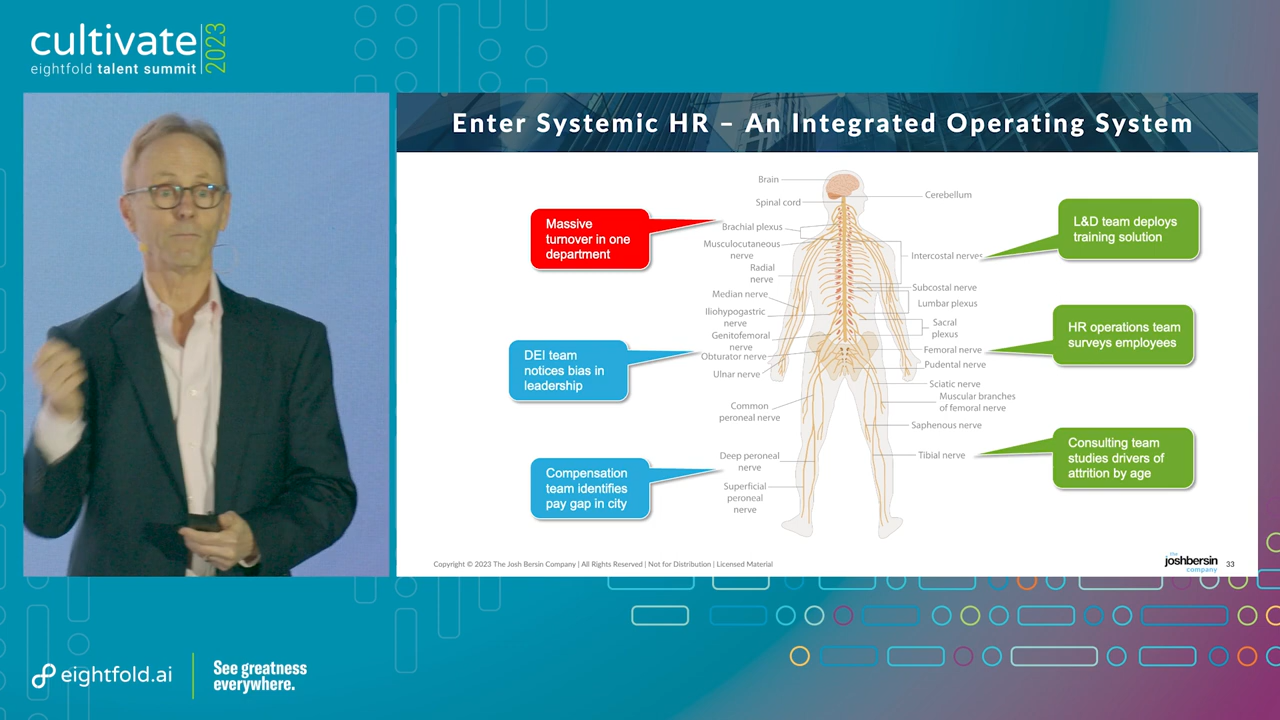 cultivate
2023
eightfold talent summit
Enter Systemic HR – An Integrated Operating System
Massive
turnover in one
department
DEI team
notices bias in
leadership
Compensation
team identifies
pay gap in city
Brain
Spinal cord
Brachial plexus
Musculocutaneous
nerve
Radial
nerve
Median nerve
Iliohypogastric
nerve
Genitofemoral
nerve
Obturator nerve
Ulnar nerve
Common
peroneal nerve
Deep peroneal
nerve
Superficial
peroneal
nerve
Cerebellum
Intercostal nerves
Subcostal nerve
Lumbar plexus
Sacral
plexus
Femoral nerve
Pudental nerve
Sciatic nerve
Muscular branches
of femoral nerve
Saphenous nerve
Tibial nerve
L&D team deploys
training solution
HR operations team
surveys employees
Consulting team
studies drivers of
attrition by age
Copyright © 2023 The Josh Bersin Company | All Rights Reserved | Not for Distribution | Licensed Material
the
joshbersin
company
33
eightfold.ai
See greatness
everywhere.